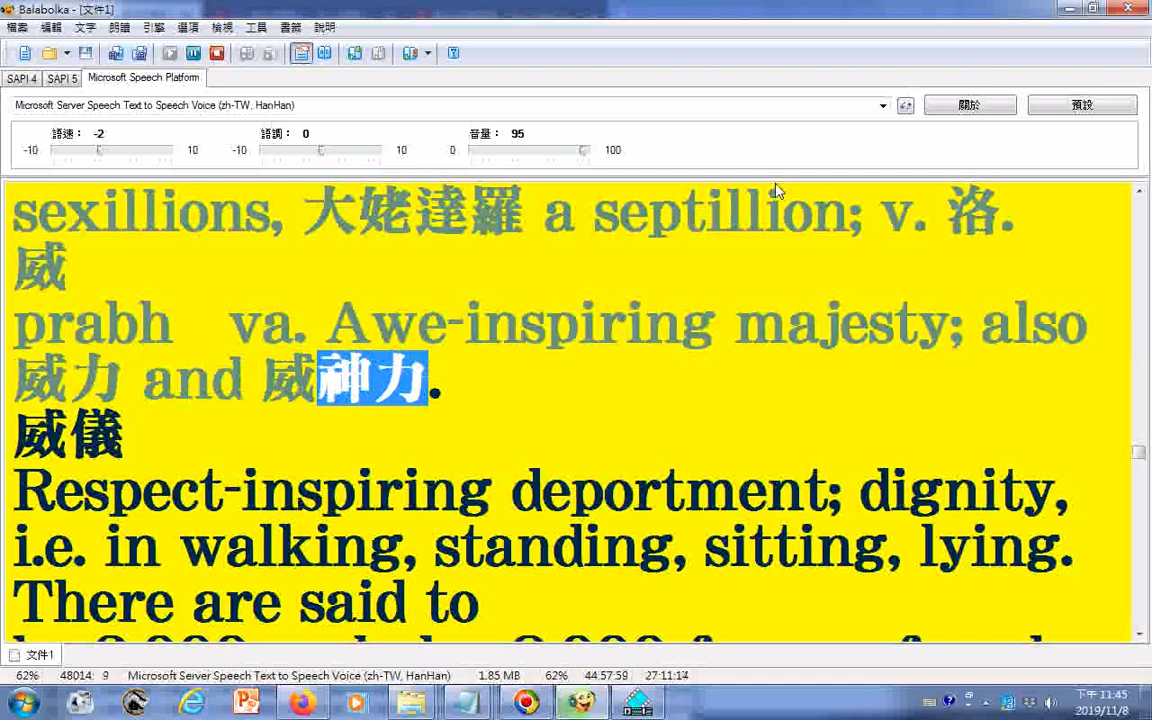 Balabolka - [文件1]
檔案 編輯 文字 朗讀 引擎 選項 檢視 工具 書籤 說明
SAPI 4 SAPI 5 Microsoft Speech Platform
Microsoft Server Speech Text to Speech Voice (zh-TW, HanHan) 關於 預設
語速： -2 語調： 0 音量： 95
-10 10 -10 10 0 100
sexillions, 大姥達羅 a septillion; v. 洛.
威
prabh va. Awe-inspiring majesty; also
威力 and 威神力.
威儀
Respect-inspiring deportment; dignity,
i.e. in walking, standing, sitting, lying.
There are said to
文件1
62% 48014: 9 Microsoft Server Speech Text to Speech Voice (zh-TW, HanHan) 1.85 MB 62% 44:57:59 27:11:14
下午 11:45
2019/11/8